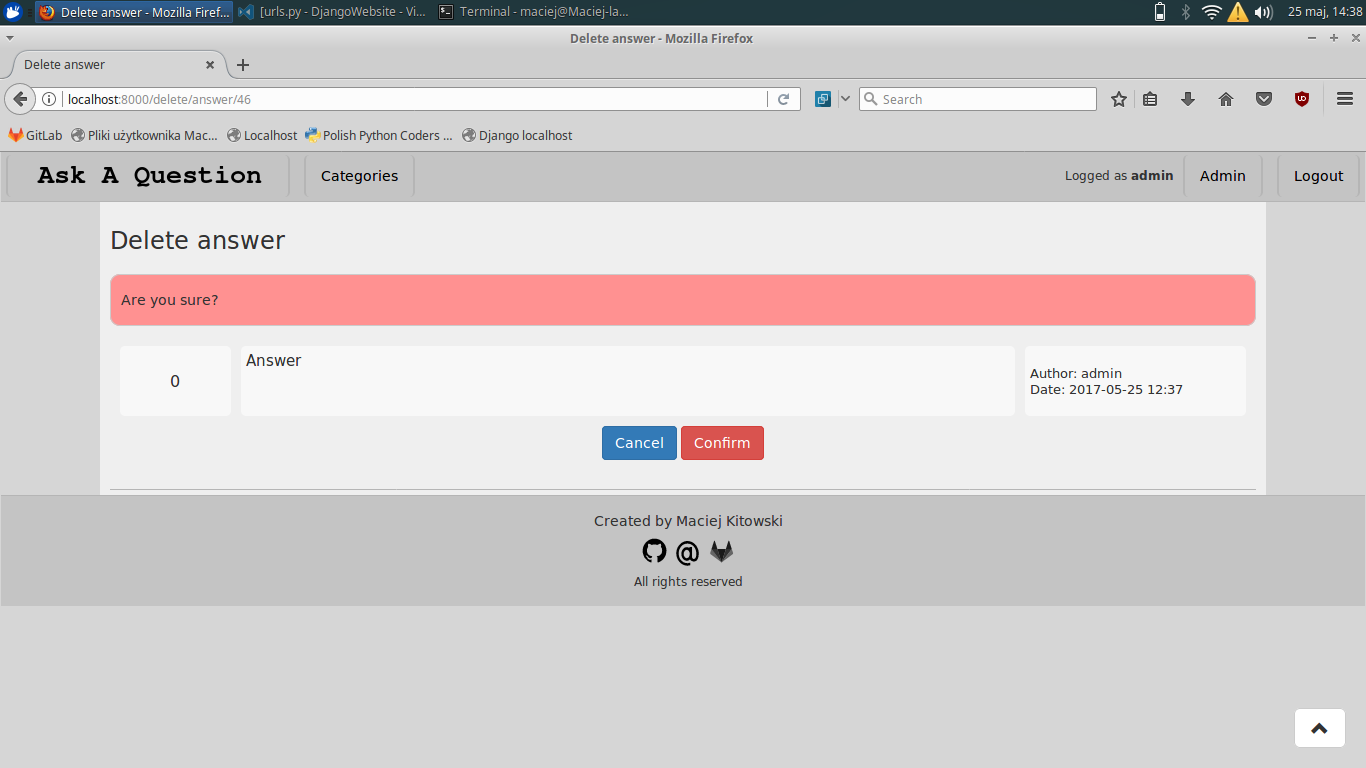 Delete answer - Mozilla Firef... [urls.py - DjangoWebsite - Vi... Terminal - maciej@Maciej-la... 25 maj, 14:38
Delete answer - Mozilla Firefox
Delete answer
localhost:8000/delete/answer/46 Search
GitLab Pliki użytkownika Mac... Localhost Polish Python Coders ... Django localhost
Ask A Question Categories Logged as admin Admin Logout
Delete answer
Are you sure?
0 Answer
Author: admin
Date: 2017-05-25 12:37
Cancel Confirm
Created by Maciej Kitowski
@
All rights reserved